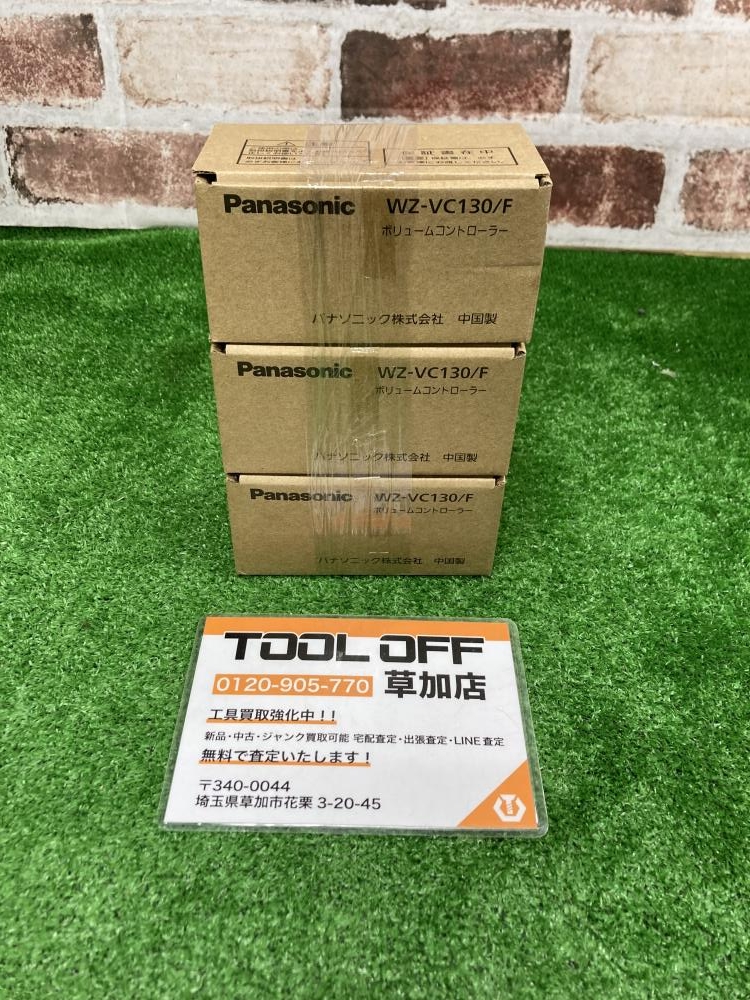 注記
保証書在中
Panasonic WZ-VC130/F
ボリュームコントローラー
パナソニック株式会社 中国製
Panasonic WZ-VC130/F
ボリュームコントローラー
パナソニック株式会社 中国製
Panasonic WZ-VC130/F
ボリュームコントローラー
パナソニック株式会社 中国製
TOOL OFF
0120-905-770 草加店
工具買取強化中!!
新品・中古・ジャンク買取可能 宅配査定・出張査定・LINE査定
無料で査定いたします!
〒340-0044
埼玉県草加市花栗 3-20-45